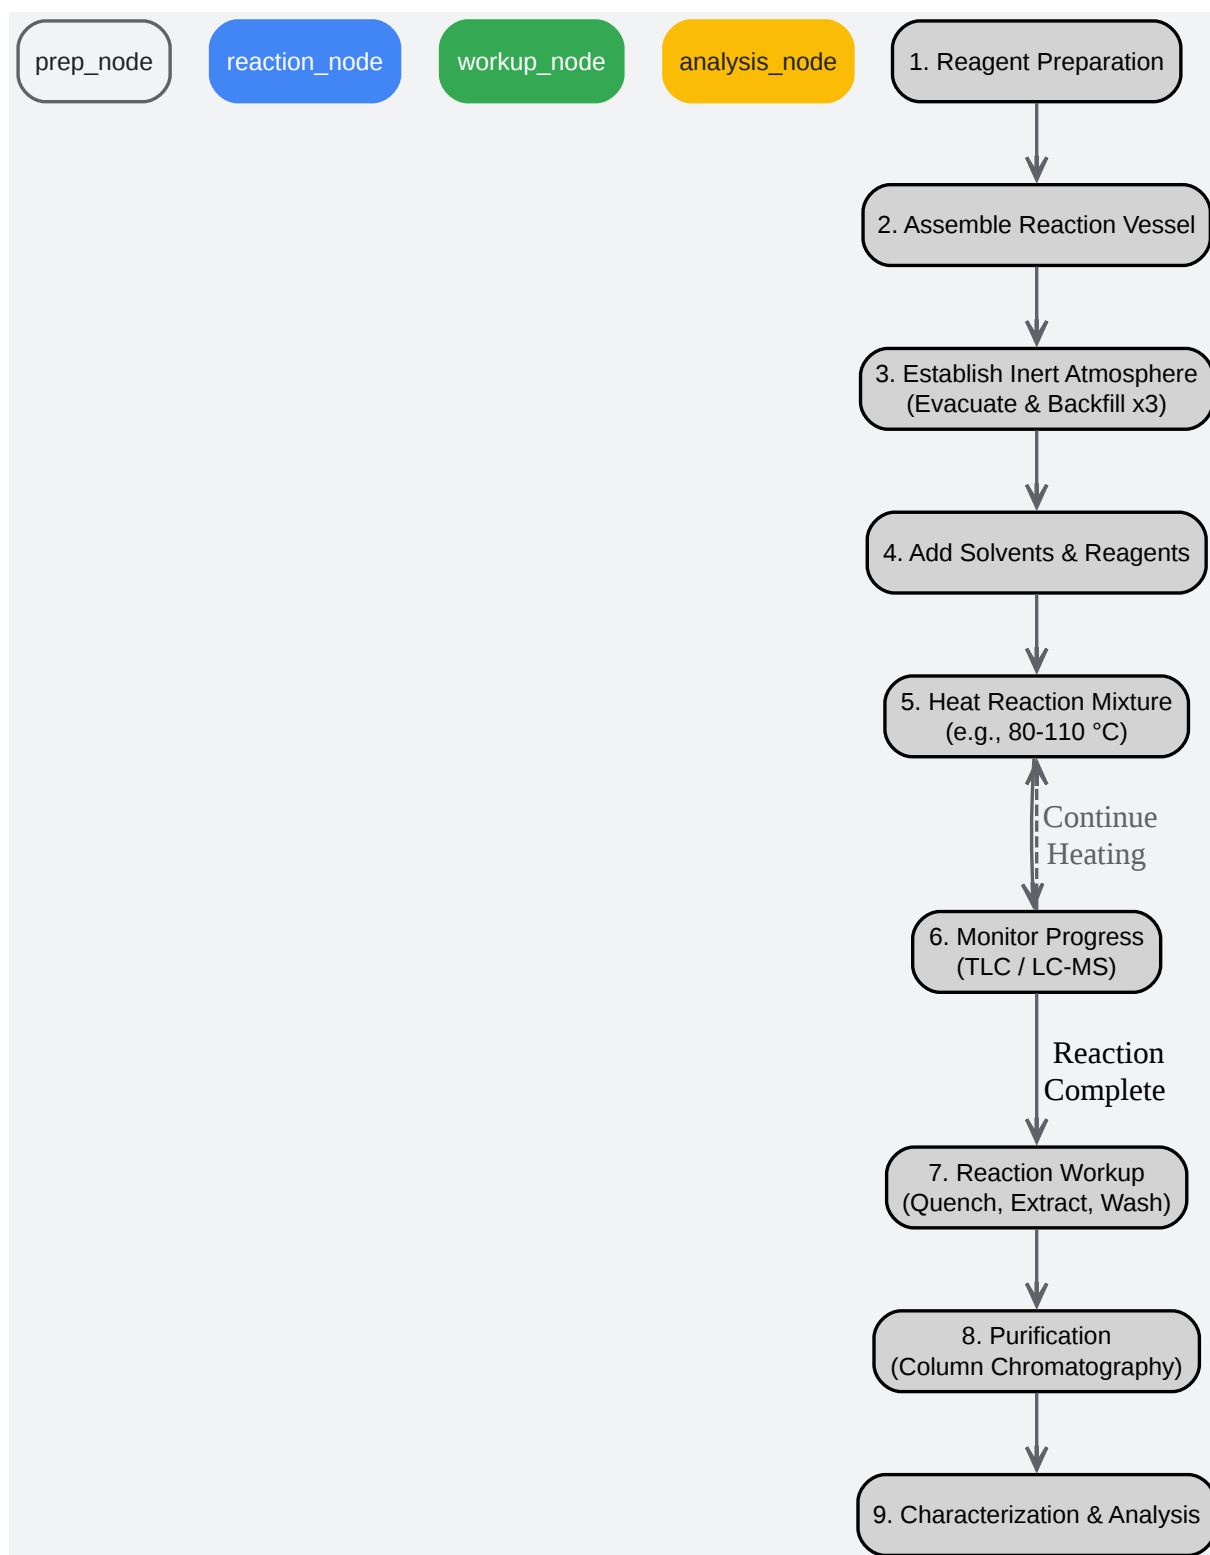 prep_node
reaction_node
workup_node
analysis_node
1. Reagent Preparation
2. Assemble Reaction Vessel
3. Establish Inert Atmosphere
(Evacuate & Backfill x3)
4. Add Solvents & Reagents
5. Heat Reaction Mixture
(e.g., 80-110 °C)
Continue
Heating
6. Monitor Progress
(TLC / LC-MS)
Reaction
Complete
7. Reaction Workup
(Quench, Extract, Wash)
8. Purification
(Column Chromatography)
9. Characterization & Analysis